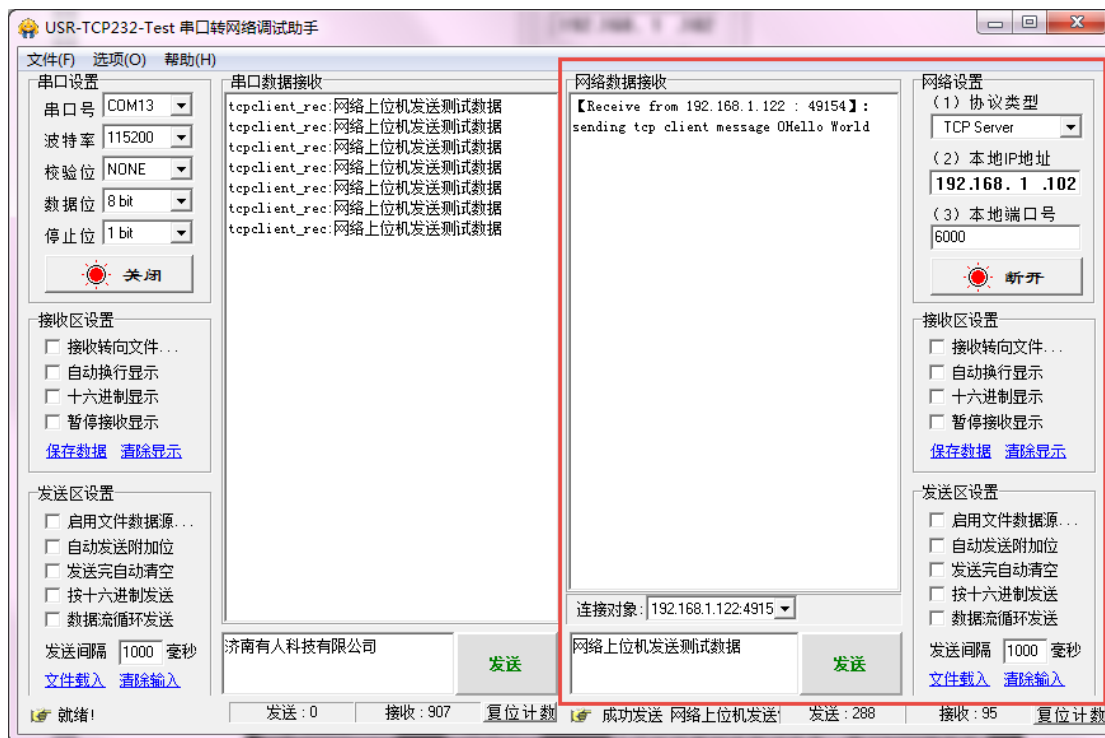 USR-TCP232-Test 串口转网络调试助手
文件(F) 选项(O) 帮助(H)
串口设置
串口号 COM13
波特率 115200
校验位 NONE
数据位 8 bit
停止位 1 bit
关闭
接收区设置
接收转向文件...
自动换行显示
十六进制显示
暂停接收显示
保存数据 清除显示
发送区设置
启用文件数据源...
自动发送附加位
发送完自动清空
按十六进制发送
数据流循环发送
发送间隔 1000 毫秒
文件载入 清除输入
串口数据接收
tcpclient_rec:网络上位机发送测试数据
tcpclient_rec:网络上位机发送测试数据
tcpclient_rec:网络上位机发送测试数据
tcpclient_rec:网络上位机发送测试数据
tcpclient_rec:网络上位机发送测试数据
tcpclient_rec:网络上位机发送测试数据
tcpclient_rec:网络上位机发送测试数据
济南有人科技有限公司
发送
网络数据接收
【Receive from 192.168.1.122 : 49154】:
sending tcp client message 0Hello World
连接对象: 192.168.1.122:4915
网络上位机发送测试数据
发送
网络设置
(1) 协议类型
TCP Server
(2) 本地IP地址
192.168. 1 .102
(3) 本地端口号
6000
断开
接收区设置
接收转向文件...
自动换行显示
十六进制显示
暂停接收显示
保存数据 清除显示
发送区设置
启用文件数据源...
自动发送附加位
发送完自动清空
按十六进制发送
数据流循环发送
发送间隔 1000 毫秒
文件载入 清除输入
就绪! 发送:0 接收:907 复位计数 成功发送 网络上位机发送 发送:288 接收:95 复位计数